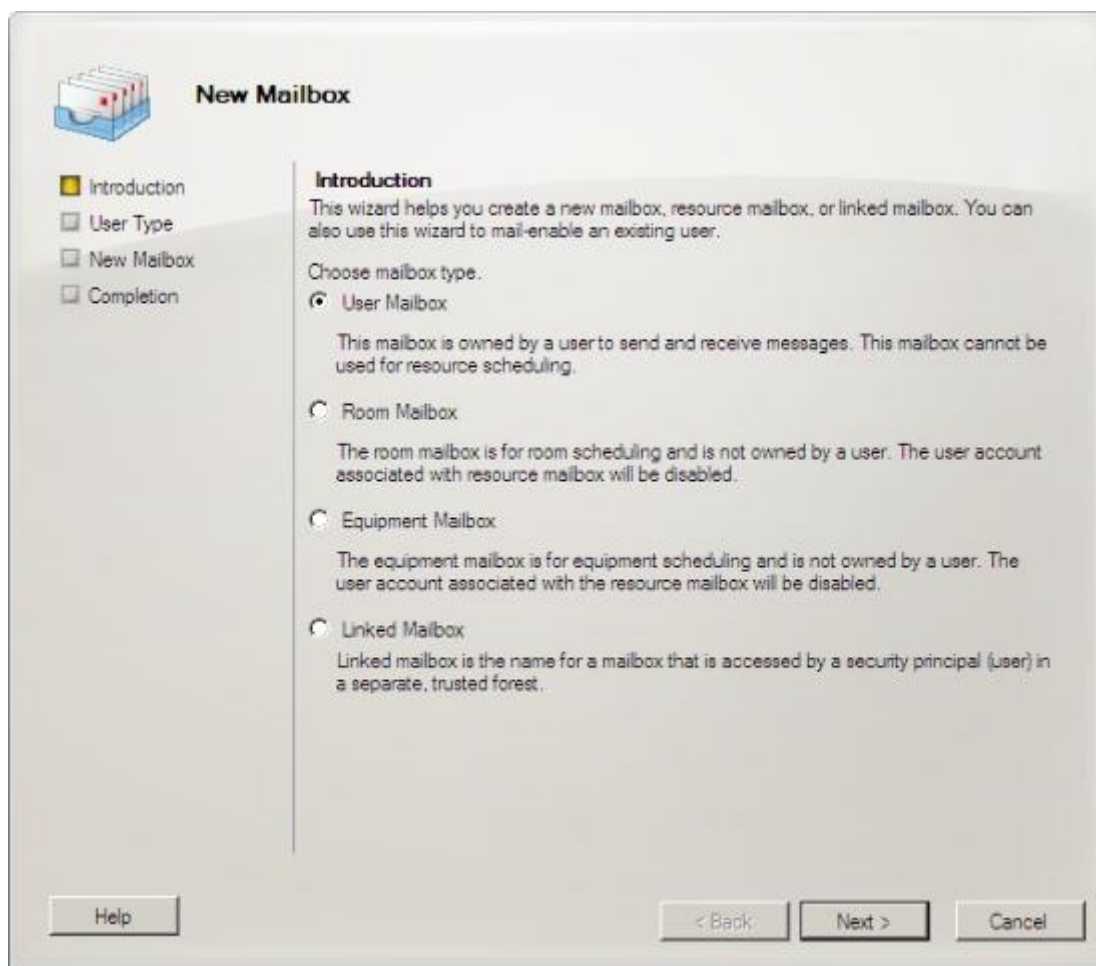 New Mailbox
Introduction
User Type
New Mailbox
Completion
Introduction
This wizard helps you create a new mailbox, resource mailbox, or linked mailbox. You can
also use this wizard to mail-enable an existing user.
Choose mailbox type.
User Mailbox
This mailbox is owned by a user to send and receive messages. This mailbox cannot be
used for resource scheduling.
Room Mailbox
The room mailbox is for room scheduling and is not owned by a user. The user account
associated with resource mailbox will be disabled.
Equipment Mailbox
The equipment mailbox is for equipment scheduling and is not owned by a user. The
user account associated with the resource mailbox will be disabled.
Linked Mailbox
Linked mailbox is the name for a mailbox that is accessed by a security principal (user) in
a separate, trusted forest.
Help
< Back
Next >
Cancel